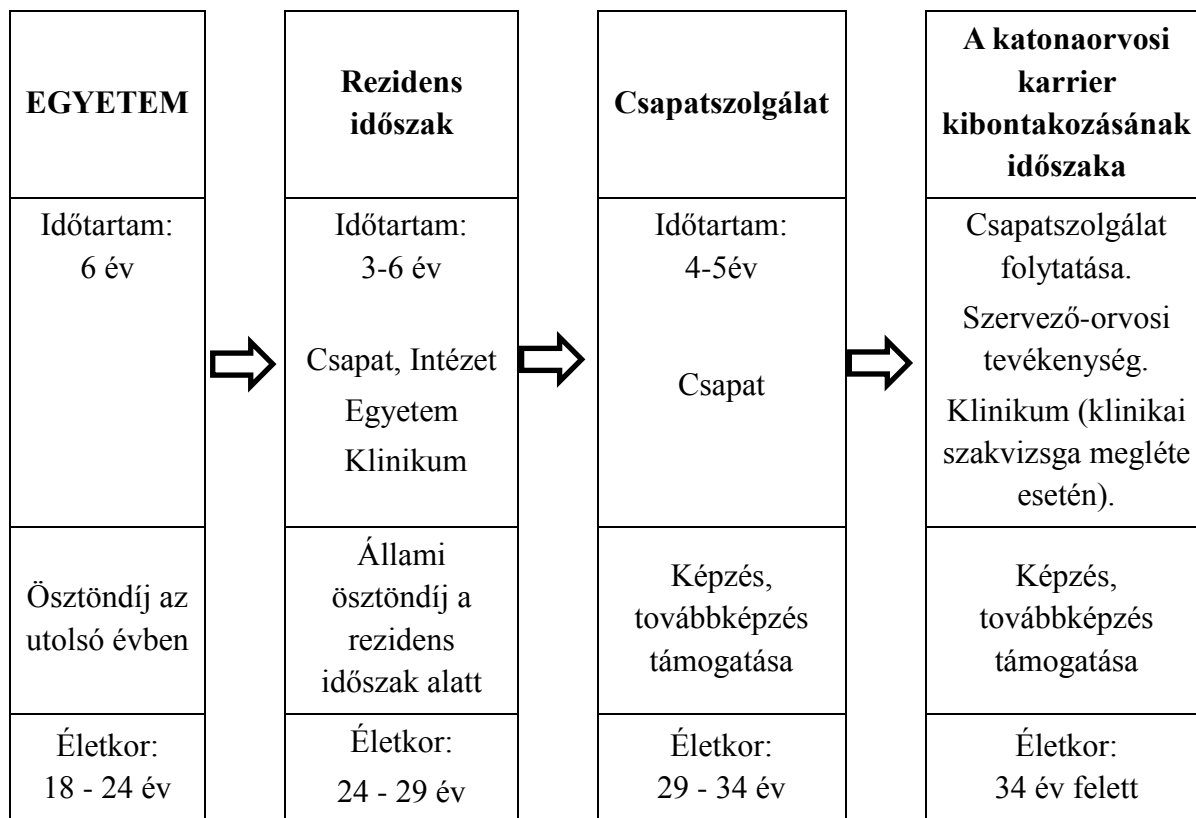 EGYETEM
Időtartam:
6 év
Ösztöndíj az
utolsó évben
Életkor:
18 - 24 év
Rezidens
időszak
Időtartam:
3-6 év
Csapat, Intézet
Egyetem
Klinikum
Állami
ösztöndíj a
rezidens
időszak alatt
Életkor:
24 - 29 év
Csapatszolgálat
Időtartam:
4-5év
Csapat
Képzés,
továbbképzés
támogatása
Életkor:
29 - 34 év
A katonaorvosi
karrier
kibontakozásának
időszaka
Csapatszolgálat
folytatása.
Szervező-orvosi
tevékenység.
Klinikum (klinikai
szakvizsga megléte
esetén).
Képzés,
továbbképzés
támogatása
Életkor:
34 év felett